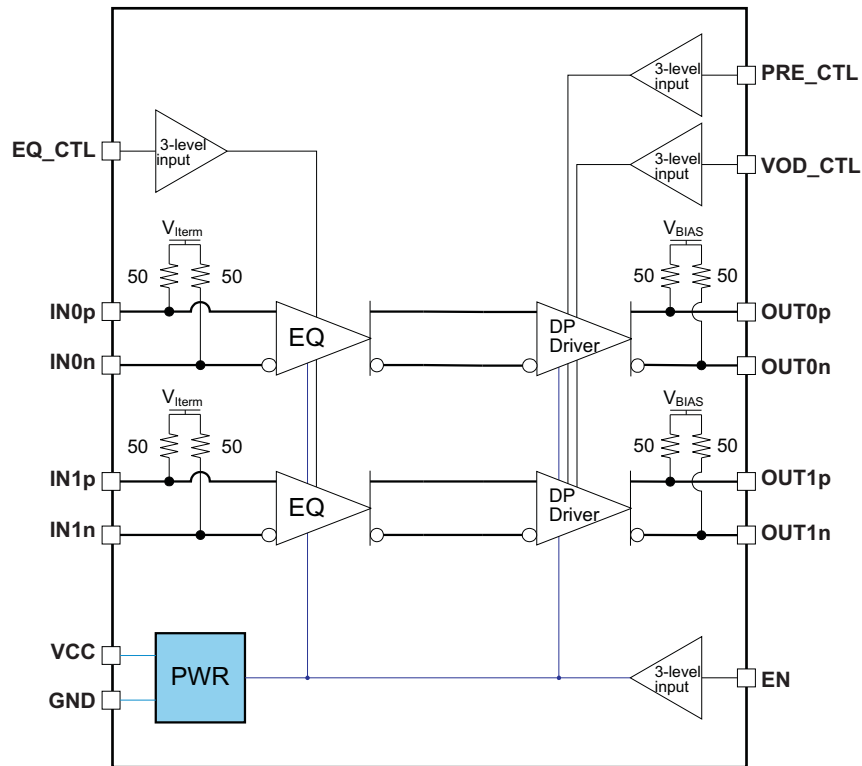 3-level
input
PRE_CTL
EQ_CTL
3-level
input
3-level
input
VOD_CTL
VIterm
VBIAS
50
50
50
50
IN0p
EQ
DP
Driver
OUT0p
IN0n
OUT0n
VIterm
VBIAS
50
50
50
50
IN1p
EQ
DP
Driver
OUT1p
IN1n
OUT1n
VCC
PWR
3-level
input
EN
GND